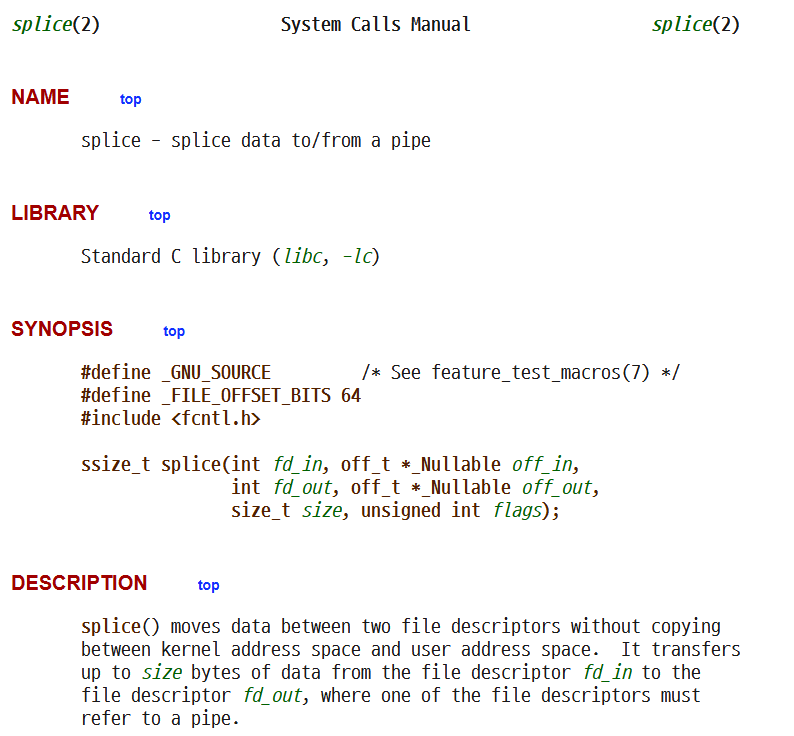 splice(2) System Calls Manual splice(2)
NAME top
splice - splice data to/from a pipe
LIBRARY top
Standard C library (libc, -lc)
SYNOPSIS top
#define _GNU_SOURCE /* See feature_test_macros(7) */
#define _FILE_OFFSET_BITS 64
#include <fcntl.h>
ssize_t splice(int fd_in, off_t *_Nullable off_in,
int fd_out, off_t *_Nullable off_out,
size_t size, unsigned int flags);
DESCRIPTION top
splice() moves data between two file descriptors without copying
between kernel address space and user address space.  It transfers
up to size bytes of data from the file descriptor fd_in to the
file descriptor fd_out, where one of the file descriptors must
refer to a pipe.